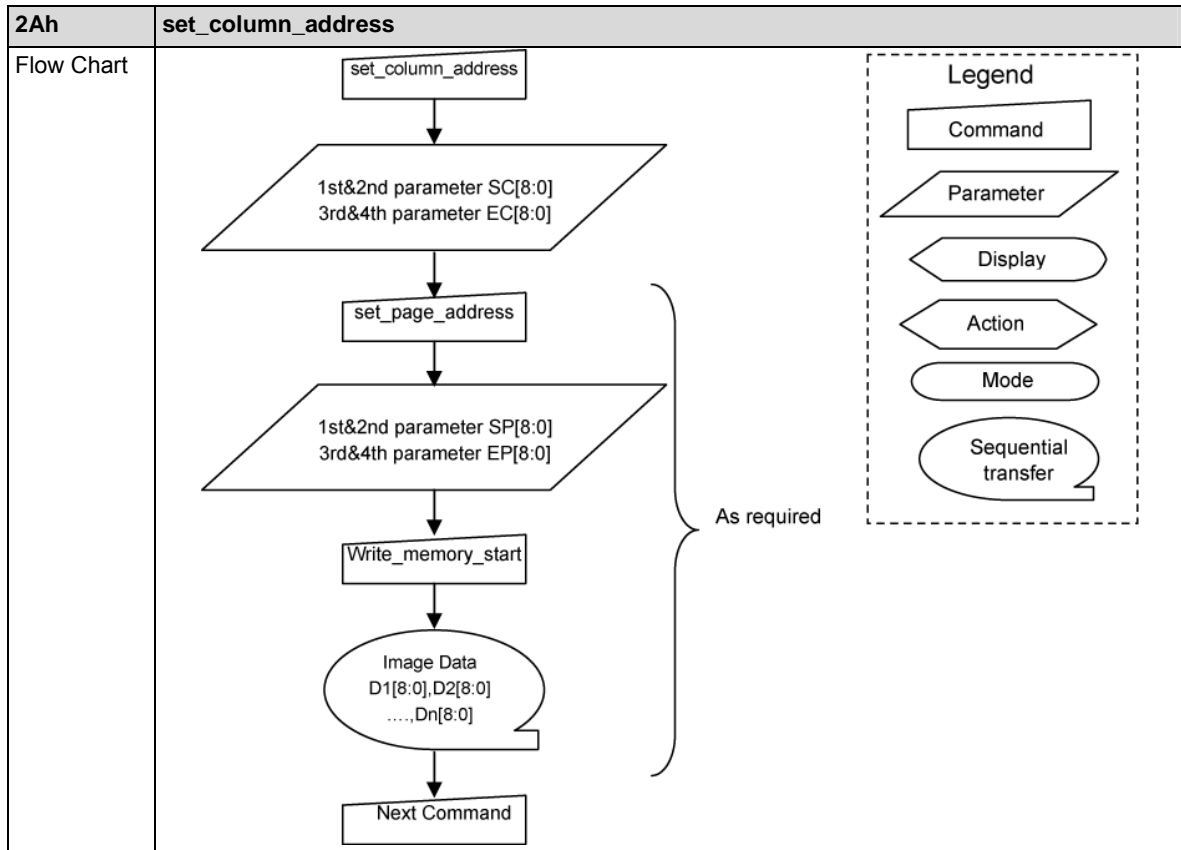 2Ah set_column_address
Flow Chart
set_column_address
1st&2nd parameter SC[8:0]
3rd&4th parameter EC[8:0]
set_page_address
1st&2nd parameter SP[8:0]
3rd&4th parameter EP[8:0]
Write_memory_start
Image Data
D1[8:0],D2[8:0]
....,Dn[8:0]
Next Command
As required
Legend
Command
Parameter
Display
Action
Mode
Sequential
transfer